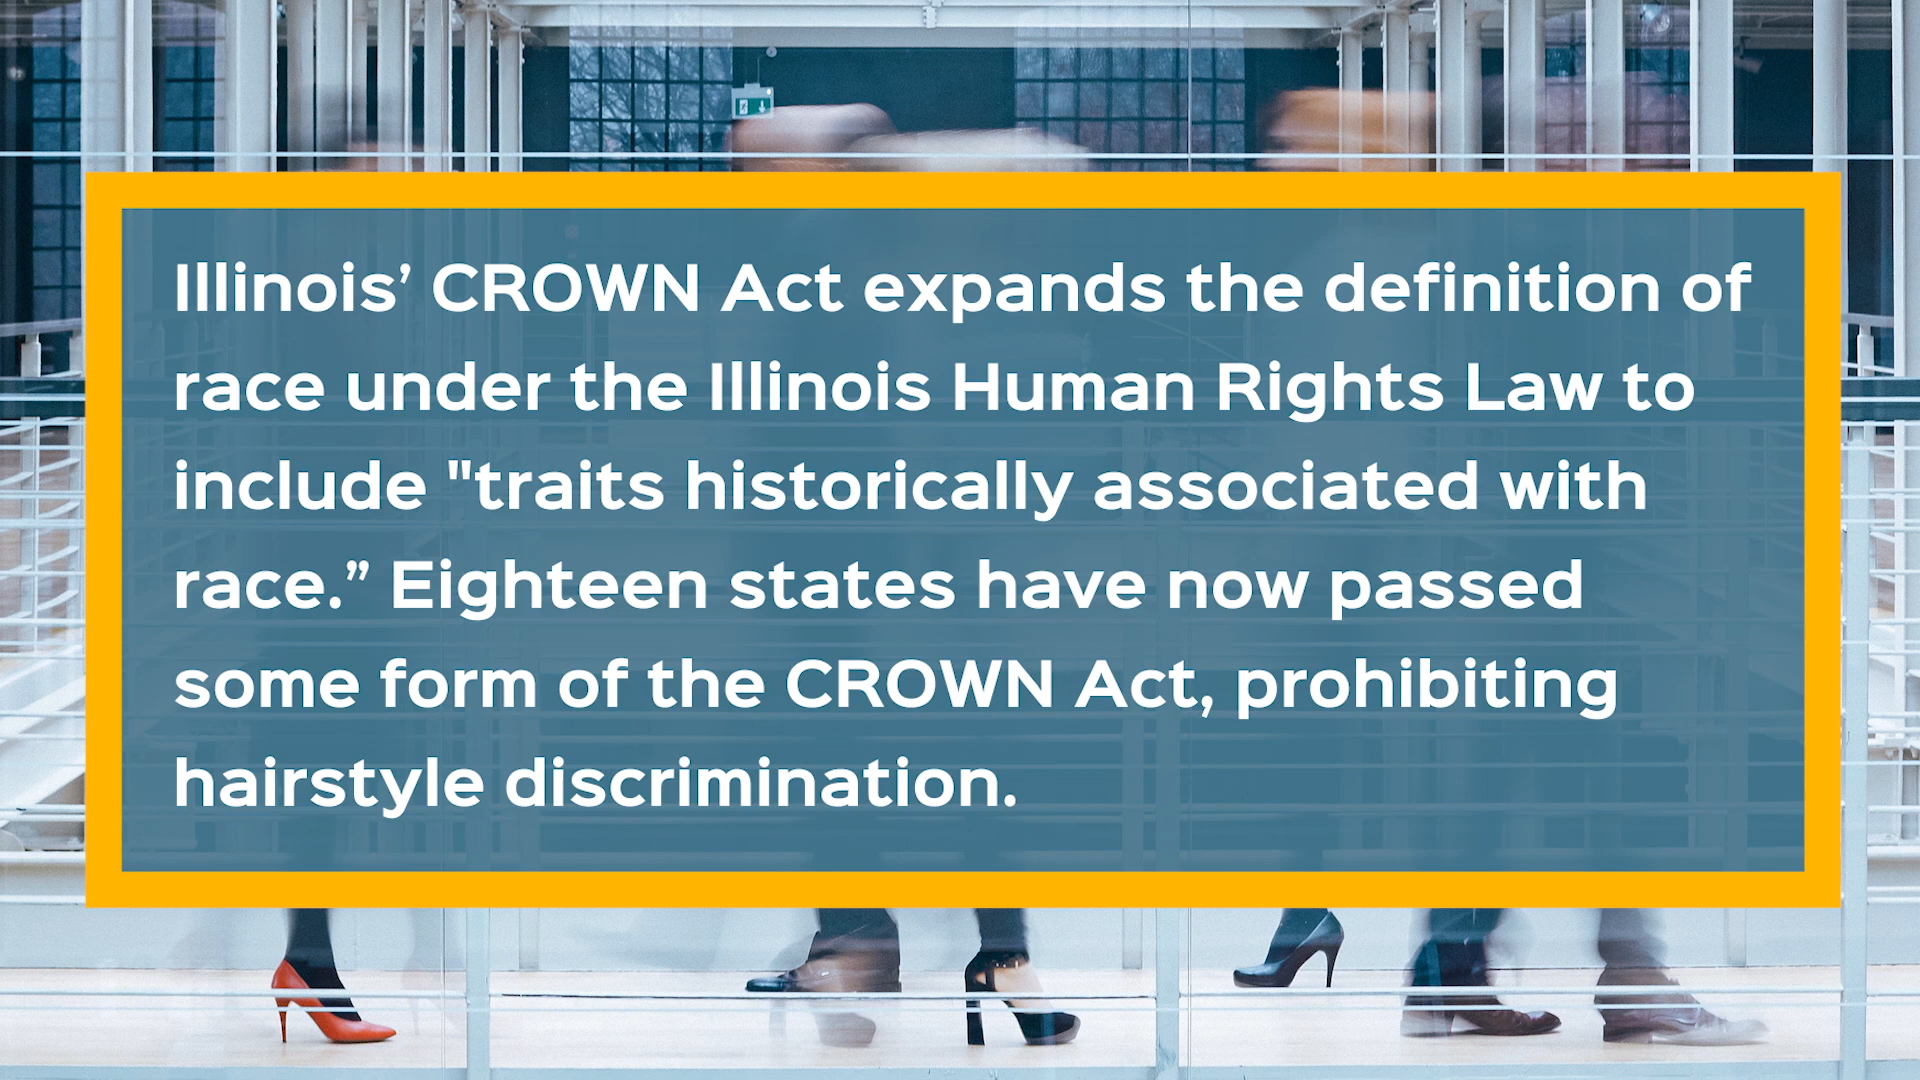 Illinois’ CROWN Act expands the definition of
race under the Illinois Human Rights Law to
include "traits historically associated with
race.” Eighteen states have now passed
some form of the CROWN Act, prohibiting
hairstyle discrimination.